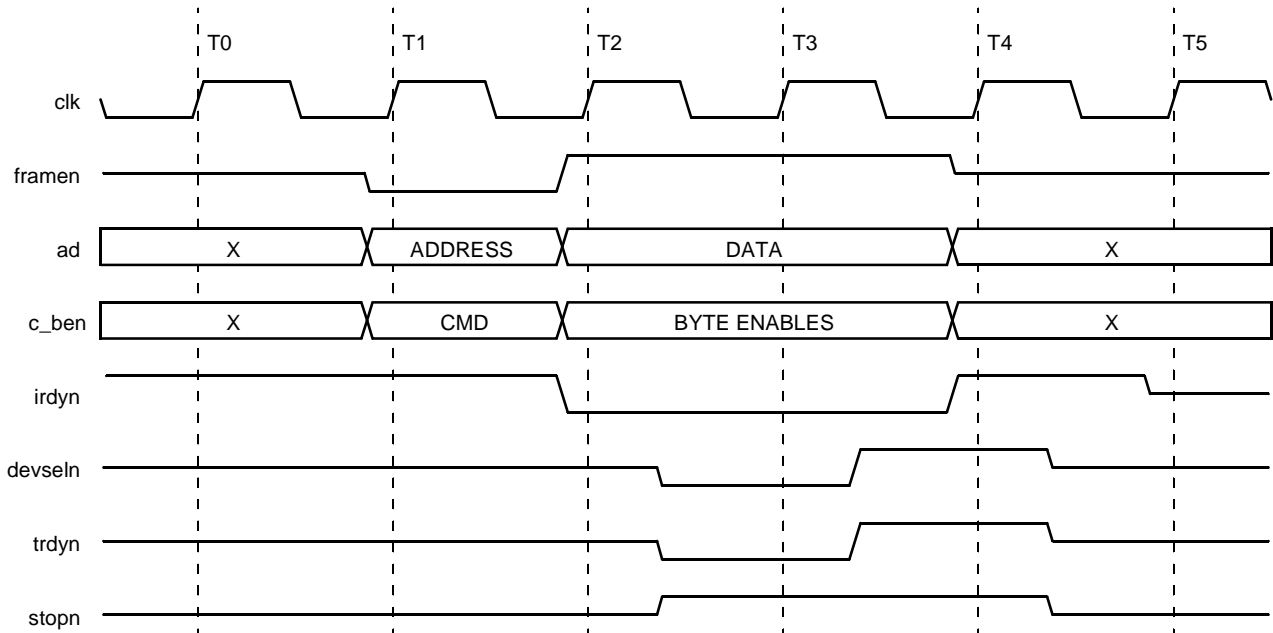 T0 T1 T2 T3 T4 T5
clk
framen
ad X ADDRESS DATA X
c_ben X CMD BYTE ENABLES X
irdyn
devseln
trdyn
stopn